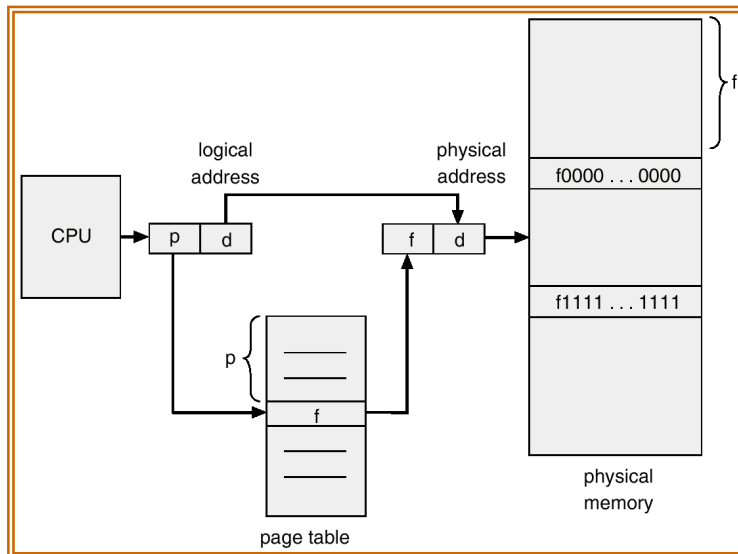 f
logical
address
physical
address
f0000 . . . 0000
CPU
p
d
f
d
f1111 . . . 1111
p
f
physical
memory
page table